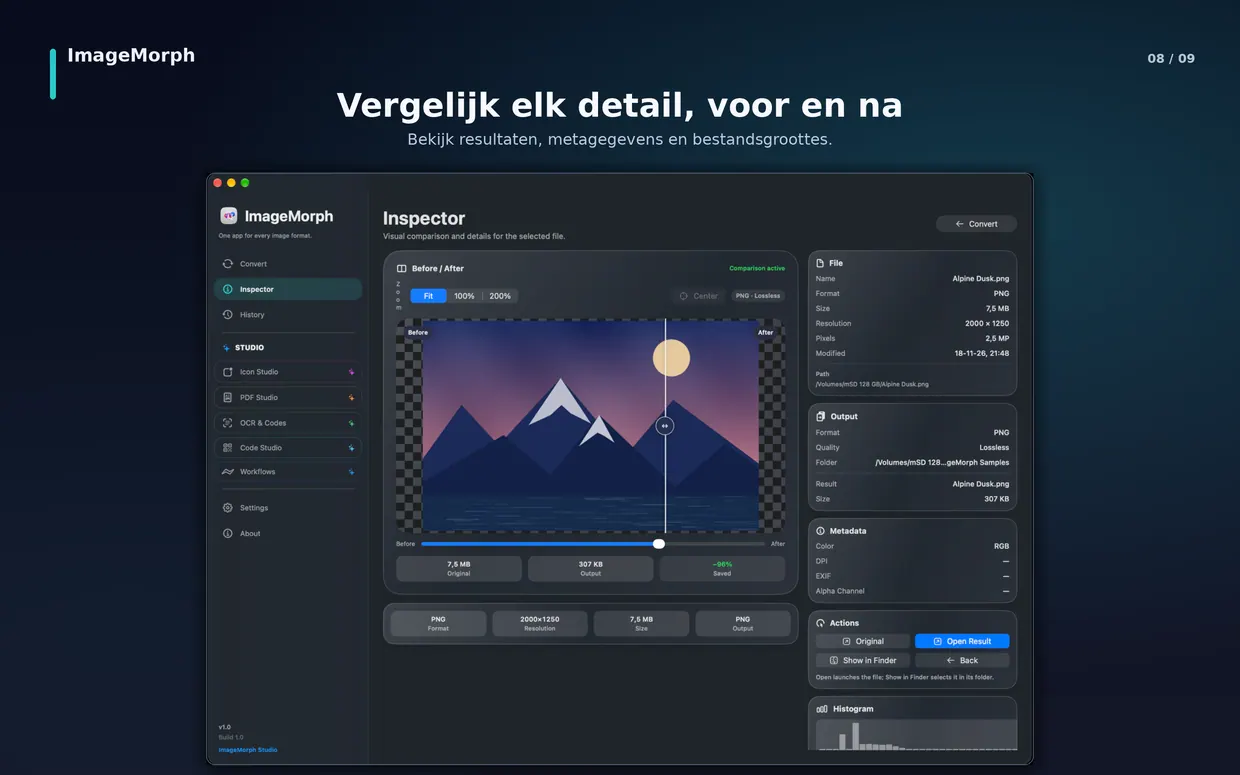 ImageMorph
08 / 09
Vergelijk elk detail, voor en na
Bekijk resultaten, metagegevens en bestandsgroottes.
ImageMorph
One app for every image format.
Convert
Inspector
History
STUDIO
Icon Studio
PDF Studio
OCR & Codes
Code Studio
Workflows
Settings
About
v1.0
Build 1.0
ImageMorph Studio
Inspector
Visual comparison and details for the selected file.
Convert
Before / After
Comparison active
Zoom
Fit 100% 200%
Center
PNG · Lossless
Before
After
Before
After
7,5 MB
Original
307 KB
Output
−96%
Saved
PNG
Format
2000×1250
Resolution
7,5 MB
Size
PNG
Output
File
Name Alpine Dusk.png
Format PNG
Size 7,5 MB
Resolution 2000 × 1250
Pixels 2,5 MP
Modified 18-11-26, 21:48
Path
/Volumes/mSD 128 GB/Alpine Dusk.png
Output
Format PNG
Quality Lossless
Folder /Volumes/mSD 128...geMorph Samples
Result Alpine Dusk.png
Size 307 KB
Metadata
Color RGB
DPI —
EXIF —
Alpha Channel —
Actions
Original
Open Result
Show in Finder
Back
Open launches the file; Show in Finder selects it in its folder.
Histogram